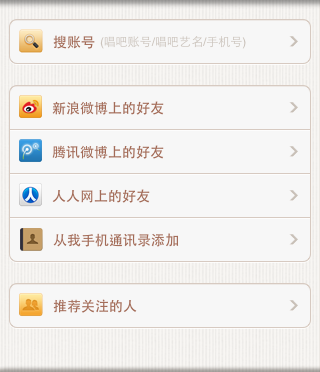 搜账号 (唱吧账号/唱吧艺名/手机号)
新浪微博上的好友
腾讯微博上的好友
人人网上的好友
从我手机通讯录添加
推荐关注的人